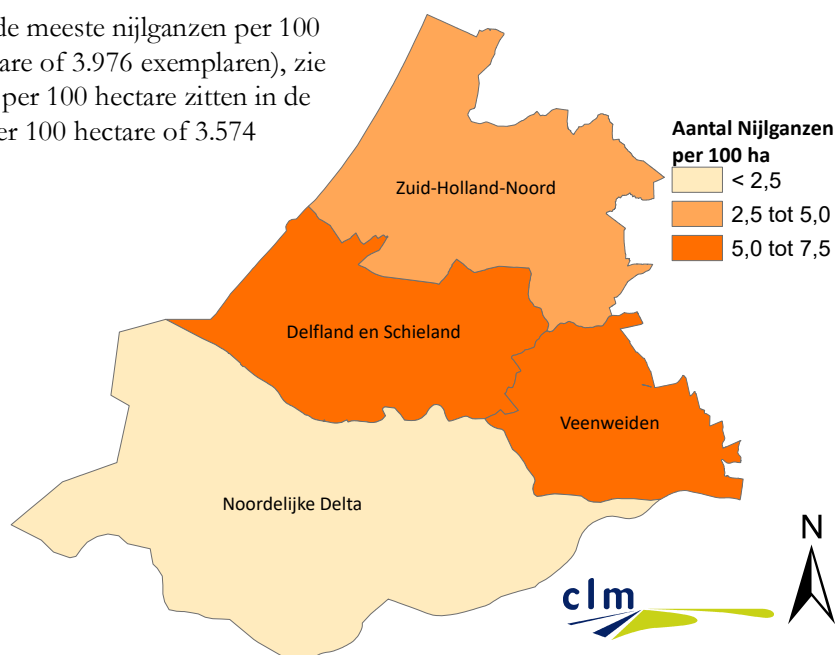 de meeste nijlganzen per 100
are of 3.976 exemplaren), zie
per 100 hectare zitten in de
er 100 hectare of 3.574
Aantal Nijlganzen
per 100 ha
< 2,5
2,5 tot 5,0
5,0 tot 7,5
Zuid-Holland-Noord
Delfland en Schieland
Veenweiden
Noordelijke Delta
N
clm